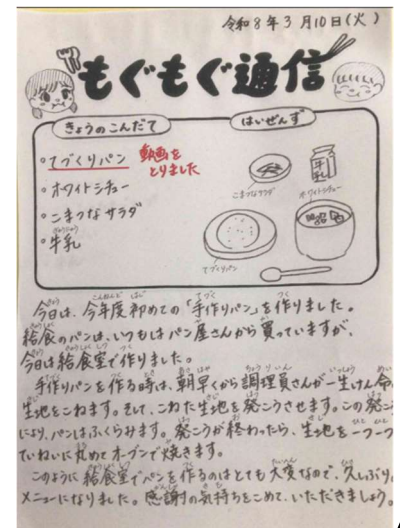 令和8年3月10日(火)
もぐもぐ通信
きょうのこんだて
はいぜんず
・てづくりパン
動画を
とりました
・ホワイトシチュー
・こまつなサラダ
・牛乳
牛乳
こまつなサラダ
ホワイトシチュー
てづくりパン
今日は、今年度初めての「手作りパン」を作りました。
給食のパンは、いつもはパン屋さんから買っていますが、
今日は給食室で作りました。
手作りパンを作る時は、朝早くから調理員さんが一生けん命
生地をこねます。そして、こねた生地を発こうさせます。この発こう
により、パンはふくらみます。発こうが終わったら、生地を一つ一つ
ていねいに丸めてオーブンで焼きます。
このように給食室でパンを作るのはとても大変なので、久しぶり
メニューになりました。感謝の気持ちをこめて、いただきましょう。